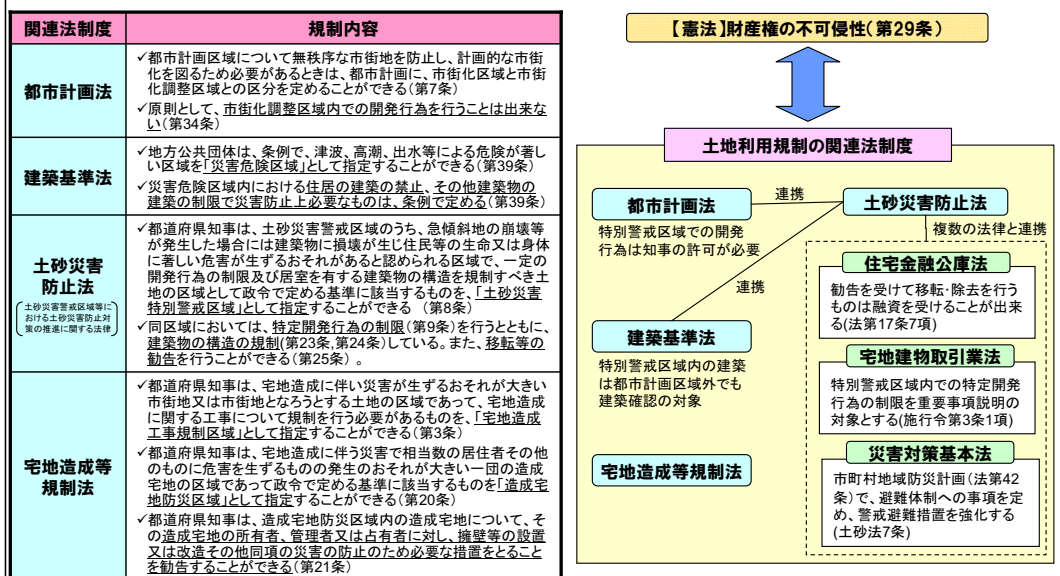 関連法制度
規制内容
都市計画法
✓都市計画区域について無秩序な市街地を防止し、計画的な市街
化を図るため必要があるときは、都市計画に、市街化区域と市街
化調整区域との区分を定めることができる(第7条)
✓原則として、市街化調整区域内での開発行為を行うことは出来な
い(第34条)
建築基準法
✓地方公共団体は、条例で、津波、高潮、出水等による危険が著し
い区域を「災害危険区域」として指定することができる(第39条)
✓災害危険区域内における住居の建築の禁止、その他建築物の
建築の制限で災害防止上必要なものは、条例で定める(第39条)
土砂災害
防止法
土砂災害警戒区域等に
おける土砂災害防止対
策の推進に関する法律
✓都道府県知事は、土砂災害警戒区域のうち、急傾斜地の崩壊等
が発生した場合には建築物に損壊が生じ住民等の生命又は身体
に著しい危害が生ずるおそれがあると認められる区域で、一定の
開発行為の制限及び居室を有する建築物の構造を規制すべき土
地の区域として政令で定める基準に該当するものを、「土砂災害
特別警戒区域」として指定することができる (第8条)
✓同区域においては、特定開発行為の制限(第9条)を行うとともに、
建築物の構造の規制(第23条,第24条)している。また、移転等の
勧告を行うことができる(第25条) 。
宅地造成等
規制法
✓都道府県知事は、宅地造成に伴い災害が生ずるおそれが大きい
市街地又は市街地となろうとする土地の区域であって、宅地造成
に関する工事について規制を行う必要があるものを、「宅地造成
工事規制区域」として指定することができる(第3条)
✓都道府県知事は、宅地造成に伴う災害で相当数の居住者その他
のものに危害を生ずるものの発生のおそれが大きい一団の造成
宅地の区域であって政令で定める基準に該当するものを「造成宅
地防災区域」として指定することができる(第20条)
✓都道府県知事は、造成宅地防災区域内の造成宅地について、そ
の造成宅地の所有者、管理者又は占有者に対し、擁壁等の設置
又は改造その他同項の災害の防止のため必要な措置をとること
を勧告することができる(第21条)
【憲法】財産権の不可侵性(第29条)
土地利用規制の関連法制度
都市計画法
連携
土砂災害防止法
特別警戒区域での開発
行為は知事の許可が必要
複数の法律と連携
連携
住宅金融公庫法
勧告を受けて移転・除去を行う
ものは融資を受けることが出来
る(法第17条7項)
建築基準法
特別警戒区域内の建築
は都市計画区域外でも
建築確認の対象
宅地建物取引業法
特別警戒区域内での特定開発
行為の制限を重要事項説明の
対象とする(施行令第3条1項)
宅地造成等規制法
災害対策基本法
市町村地域防災計画(法第42
条)で、避難体制への事項を定
め、警戒避難措置を強化する
(土砂法7条)